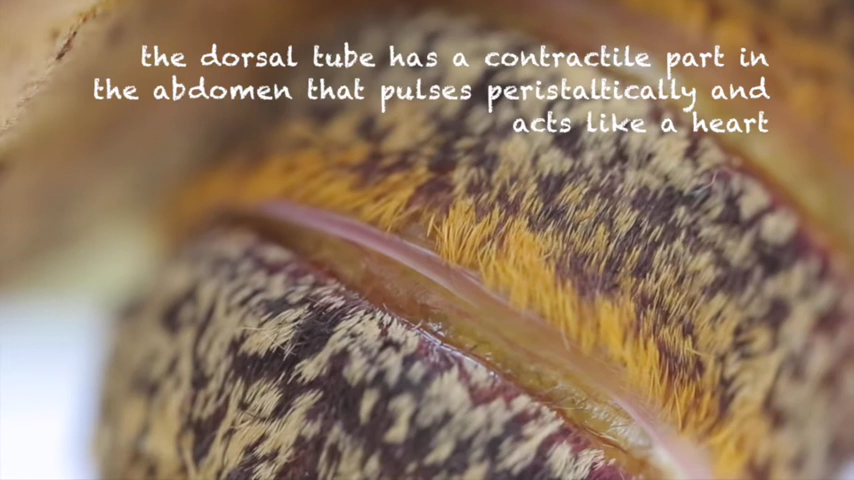 the dorsal tube has a contractile part in
the abdomen that pulses peristaltically and
acts like a heart